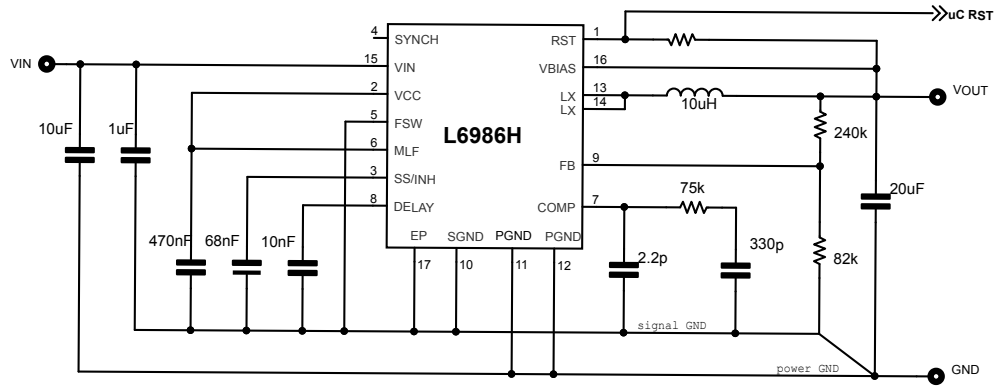 uC RST
4 SYNCH RST 1
VIN 15 VIN VBIAS 16
2 VCC LX 13
LX 14
10uH VOUT
10uF 1uF 5 FSW L6986H 240k
6 MLF FB 9
3 SS/INH 75k 20uF
8 DELAY COMP 7
470nF 68nF 10nF EP SGND PGND PGND 330p
17 10 11 12 2.2p 82k
signal GND
power GND GND